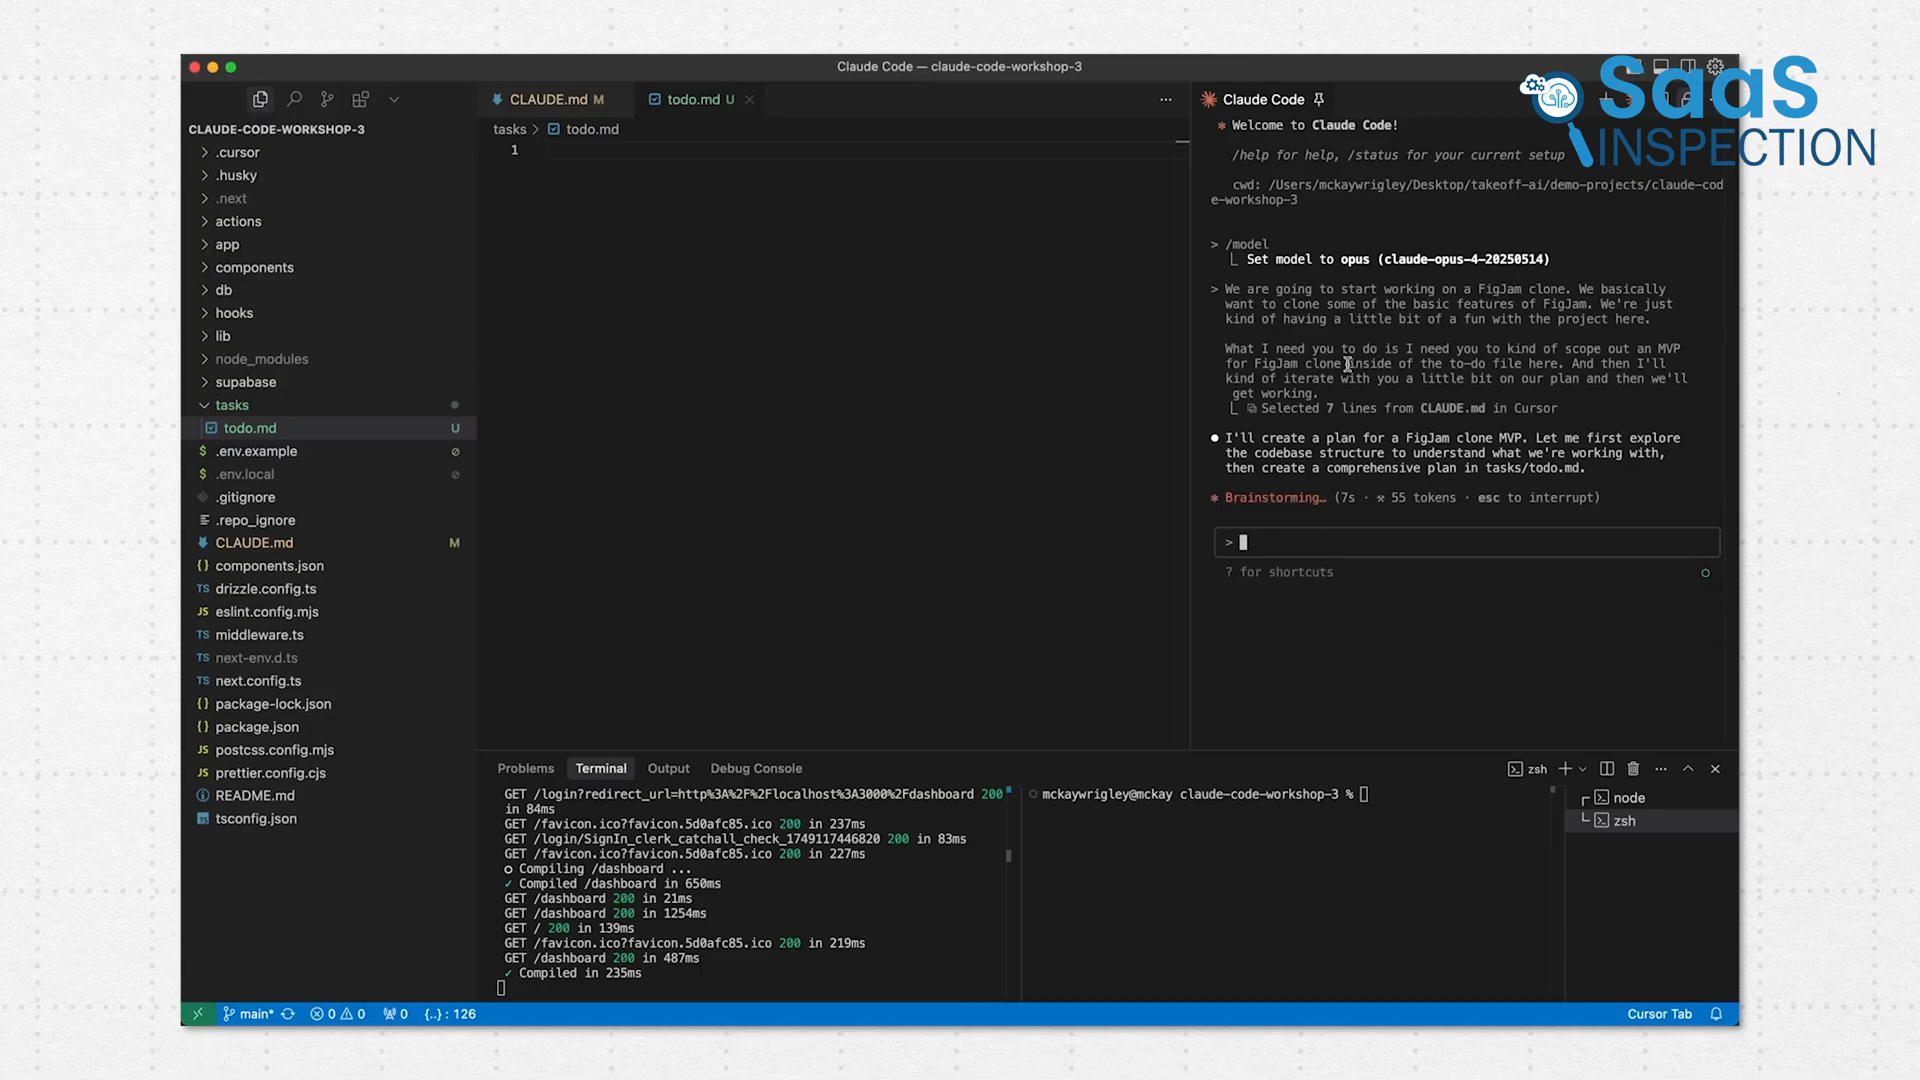 Claude Code — claude-code-workshop-3
SaaS
INSPECTION
CLAUDE-CODE-WORKSHOP-3
.cursor
.husky
.next
actions
app
components
db
hooks
lib
node_modules
supabase
tasks
todo.md U
.env.example
.env.local
.gitignore
.repo_ignore
CLAUDE.md M
components.json
TS drizzle.config.ts
JS eslint.config.mjs
TS middleware.ts
TS next-env.d.ts
TS next.config.ts
package-lock.json
package.json
JS postcss.config.mjs
JS prettier.config.cjs
README.md
tsconfig.json
CLAUDE.md M
todo.md U
tasks > todo.md
1
Claude Code
Welcome to Claude Code!
/help for help, /status for your current setup
cwd: /Users/mckaywrigley/Desktop/takeoff-ai/demo-projects/claude-cod
e-workshop-3
> /model
Set model to opus (claude-opus-4-20250514)
> We are going to start working on a FigJam clone. We basically
want to clone some of the basic features of FigJam. We're just
kind of having a little bit of a fun with the project here.
What I need you to do is I need you to kind of scope out an MVP
for FigJam clone inside of the to-do file here. And then I'll
kind of iterate with you a little bit on our plan and then we'll
get working.
Selected 7 lines from CLAUDE.md in Cursor
I'll create a plan for a FigJam clone MVP. Let me first explore
the codebase structure to understand what we're working with,
then create a comprehensive plan in tasks/todo.md.
Brainstorming… (7s · 55 tokens · esc to interrupt)
>
? for shortcuts
Problems Terminal Output Debug Console
zsh
GET /login?redirect_url=http%3A%2F%2Flocalhost%3A3000%2Fdashboard 200
in 84ms
GET /favicon.ico?favicon.5d0afc85.ico 200 in 237ms
GET /login/SignIn_clerk_catchall_check_1749117446820 200 in 83ms
GET /favicon.ico?favicon.5d0afc85.ico 200 in 227ms
○ Compiling /dashboard ...
✓ Compiled /dashboard in 650ms
GET /dashboard 200 in 21ms
GET /dashboard 200 in 1254ms
GET / 200 in 139ms
GET /favicon.ico?favicon.5d0afc85.ico 200 in 219ms
GET /dashboard 200 in 487ms
✓ Compiled in 235ms
mckaywrigley@mckay claude-code-workshop-3 %
node
zsh
main* 0 0 0 {..} : 126
Cursor Tab